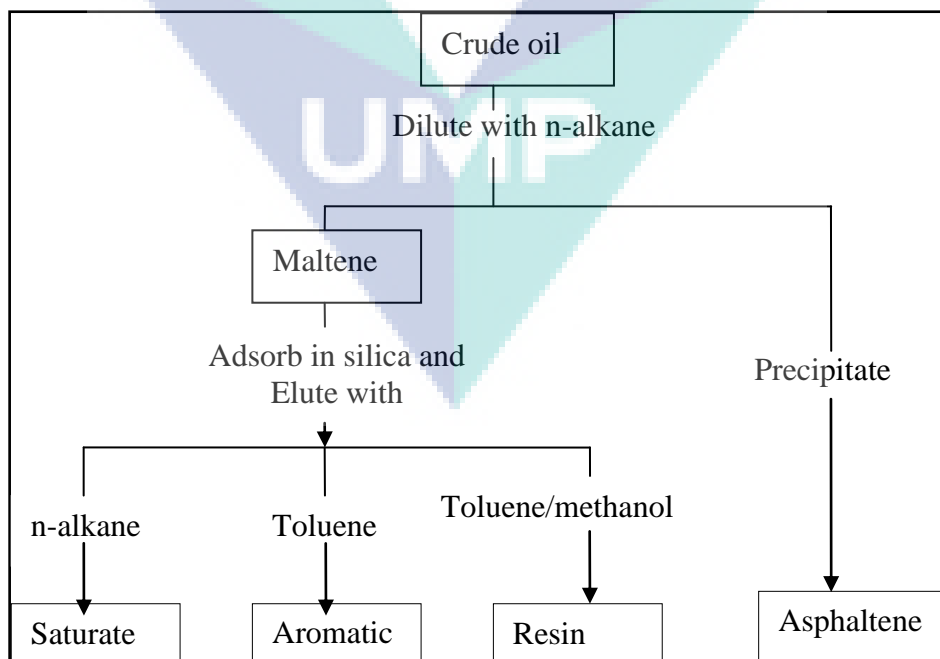 Crude oil
UMP
Dilute with n-alkane
Maltene
Adsorb in silica and
Elute with
Precipitate
n-alkane
Toluene
Toluene/methanol
Saturate
Aromatic
Resin
Asphaltene